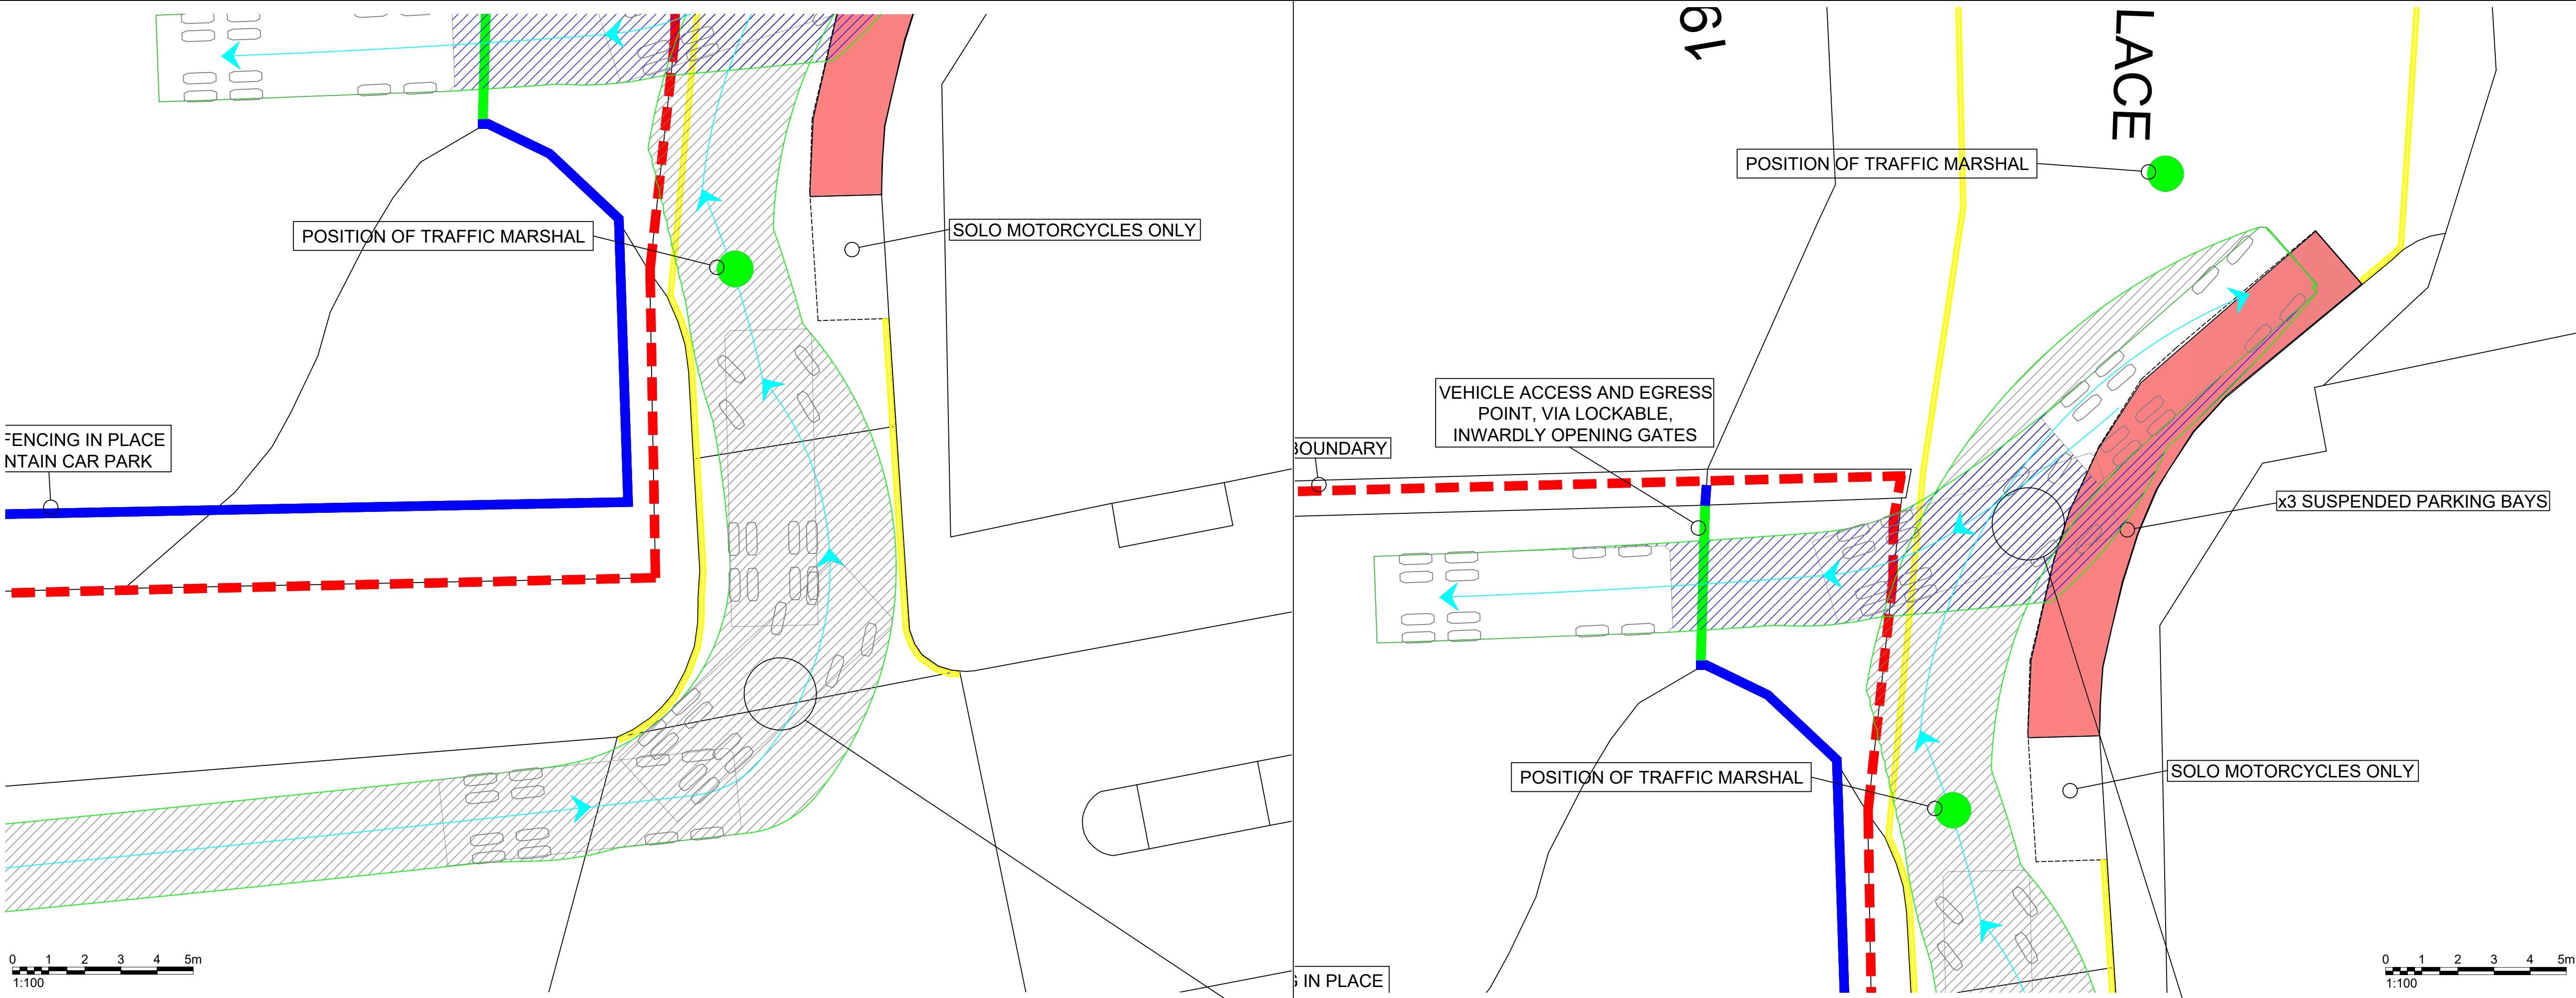 POSITION OF TRAFFIC MARSHAL
SOLO MOTORCYCLES ONLY
FENCING IN PLACE
NTAIN CAR PARK
0 1 2 3 4 5m
1:100
19
LACE
POSITION OF TRAFFIC MARSHAL
VEHICLE ACCESS AND EGRESS
POINT, VIA LOCKABLE,
INWARDLY OPENING GATES
BOUNDARY
x3 SUSPENDED PARKING BAYS
POSITION OF TRAFFIC MARSHAL
SOLO MOTORCYCLES ONLY
IN PLACE
0 1 2 3 4 5m
1:100